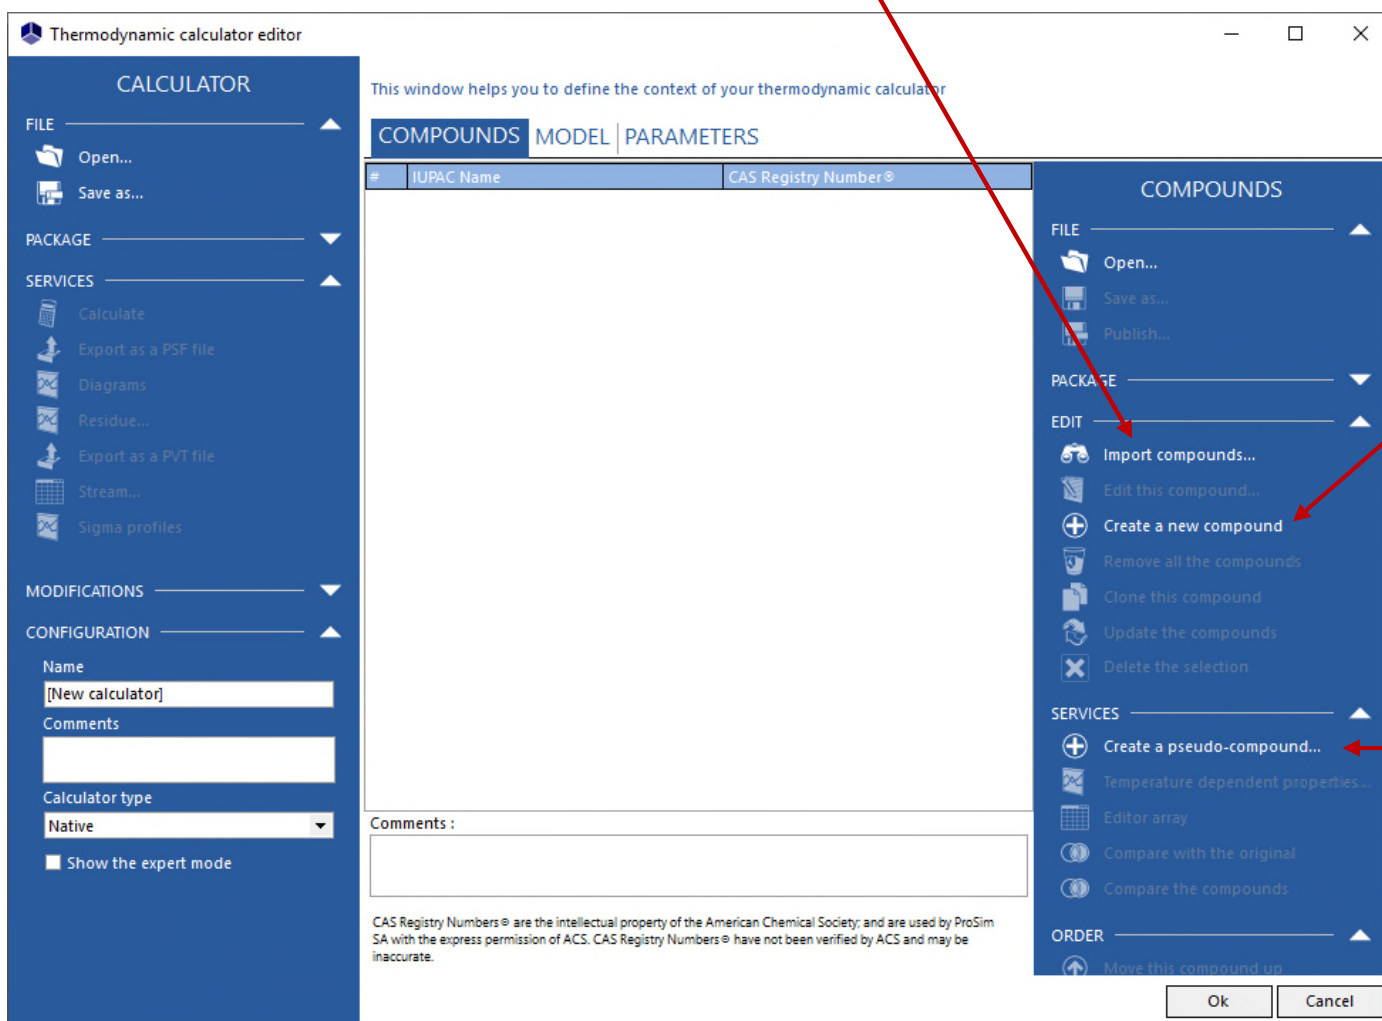 Thermodynamic calculator editor
CALCULATOR
FILE
Open...
Save as...
PACKAGE
SERVICES
Calculate
Export as a PSF file
Diagrams
Residue...
Export as a PVT file
Stream...
Sigma profiles
MODIFICATIONS
CONFIGURATION
Name
[New calculator]
Comments
Calculator type
Native
Show the expert mode
This window helps you to define the context of your thermodynamic calculator
COMPOUNDS MODEL PARAMETERS
# IUPAC Name CAS Registry Number®
Comments :
CAS Registry Numbers® are the intellectual property of the American Chemical Society; and are used by ProSim
SA with the express permission of ACS. CAS Registry Numbers® have not been verified by ACS and may be
inaccurate.
COMPOUNDS
FILE
Open...
Save as...
Publish...
PACKAGE
EDIT
Import compounds...
Edit this compound...
Create a new compound
Remove all the compounds
Clone this compound
Update the compounds
Delete the selection
SERVICES
Create a pseudo-compound...
Temperature dependent properties...
Editor array
Compare with the original
Compare the compounds
ORDER
Move this compound up
Ok Cancel